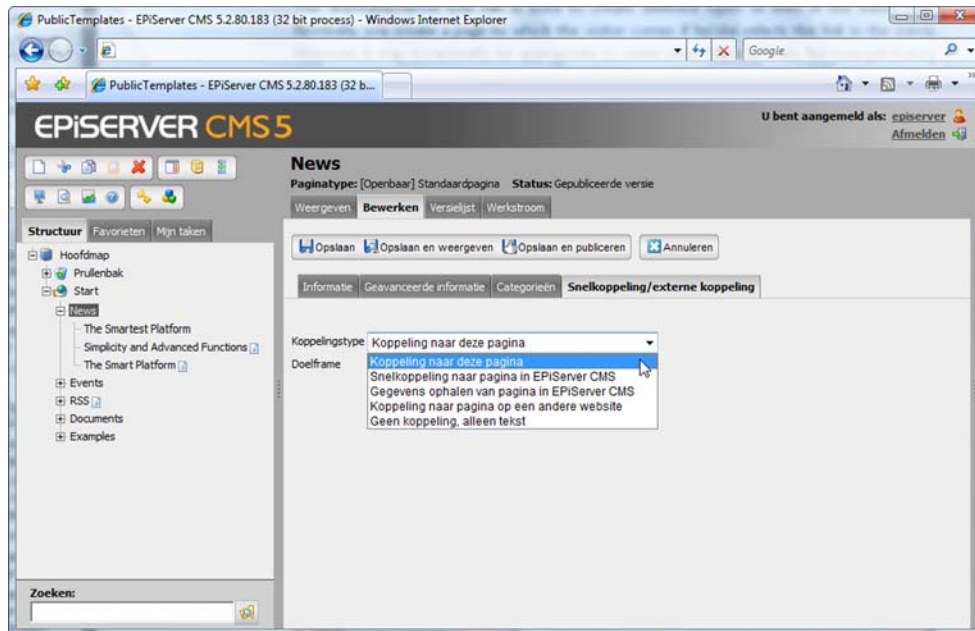 PublicTemplates - EPiServer CMS 5.2.80.183 (32 bit process) - Windows Internet Explorer
Google
PublicTemplates - EPiServer CMS 5.2.80.183 (32 b...
EPiSERVER CMS 5
U bent aangemeld als: episerver
Afmelden
News
Paginatype: [Openbaar] Standaardpagina Status: Gepubliceerde versie
Weergeven Bewerken Versielijst Werkstroom
Structuur Favorieten Mijn taken
Opslaan Opslaan en weergeven Opslaan en publiceren Annuleren
Hoofdmap
Prullenbak
Start
News
The Smartest Platform
Simplicity and Advanced Functions
The Smart Platform
Events
RSS
Documents
Examples
Informatie Geavanceerde informatie Categorieën Snelkoppeling/externe koppeling
Koppelingstype Koppeling naar deze pagina
Doelframe
Koppeling naar deze pagina
Snelkoppeling naar pagina in EPiServer CMS
Gegevens ophalen van pagina in EPiServer CMS
Koppeling naar pagina op een andere website
Geen koppeling, alleen tekst
Zoeken: